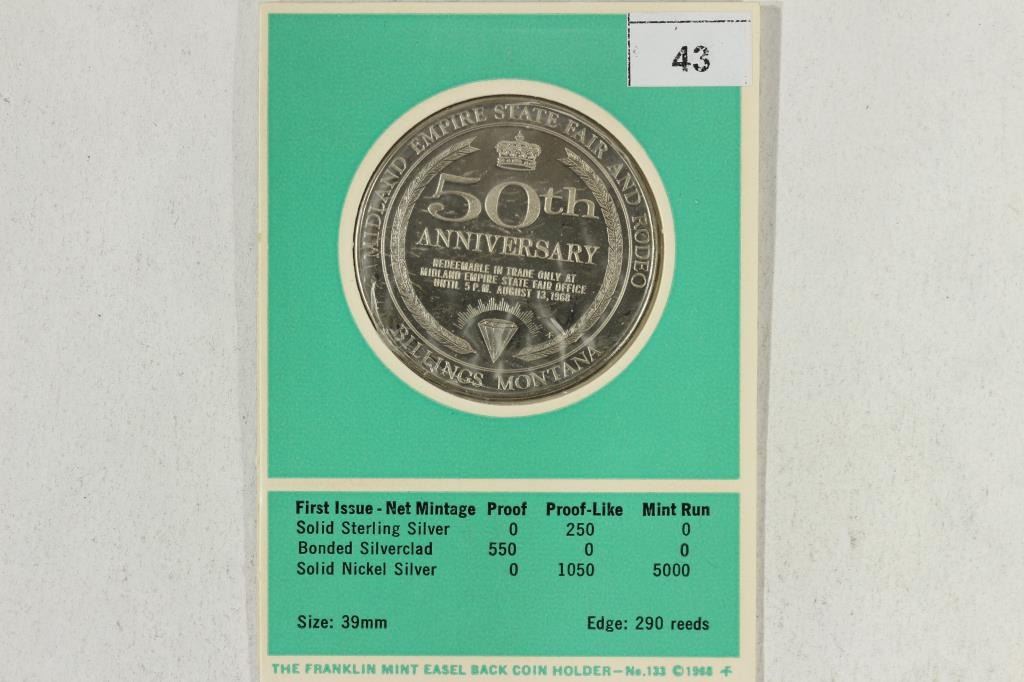 43
MIDLAND EMPIRE STATE FAIR AND RODEO
50th
ANNIVERSARY
REDEEMABLE IN TRADE ONLY AT
MIDLAND EMPIRE STATE FAIR OFFICE
UNTIL 5 P.M. AUGUST 13, 1968
BILLINGS MONTANA
First Issue - Net Mintage Proof Proof-Like Mint Run
Solid Sterling Silver 0 250 0
Bonded Silverclad 550 0 0
Solid Nickel Silver 0 1050 5000
Size: 39mm Edge: 290 reeds
THE FRANKLIN MINT EASEL BACK COIN HOLDER—No.133 ©1968